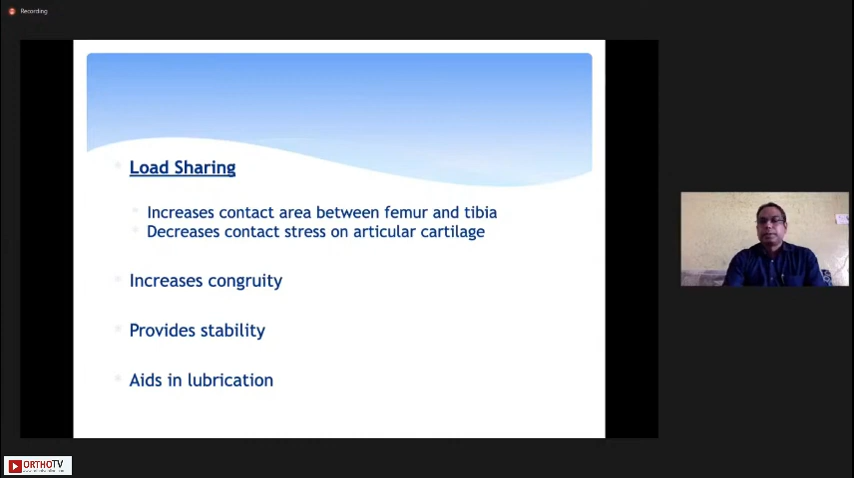 Recording
Load Sharing
Increases contact area between femur and tibia
Decreases contact stress on articular cartilage
Increases congruity
Provides stability
Aids in lubrication
ORTHOTV